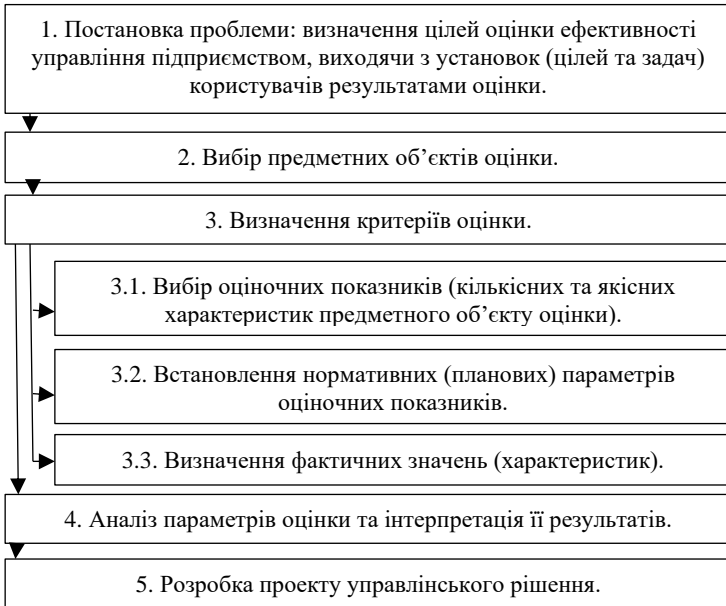 1. Постановка проблеми: визначення цілей оцінки ефективності
управління підприємством, виходячи з установок (цілей та задач)
користувачів результатами оцінки.
2. Вибір предметних об’єктів оцінки.
3. Визначення критеріїв оцінки.
3.1. Вибір оціночних показників (кількісних та якісних
характеристик предметного об’єкту оцінки).
3.2. Встановлення нормативних (планових) параметрів
оціночних показників.
3.3. Визначення фактичних значень (характеристик).
4. Аналіз параметрів оцінки та інтерпретація її результатів.
5. Розробка проекту управлінського рішення.